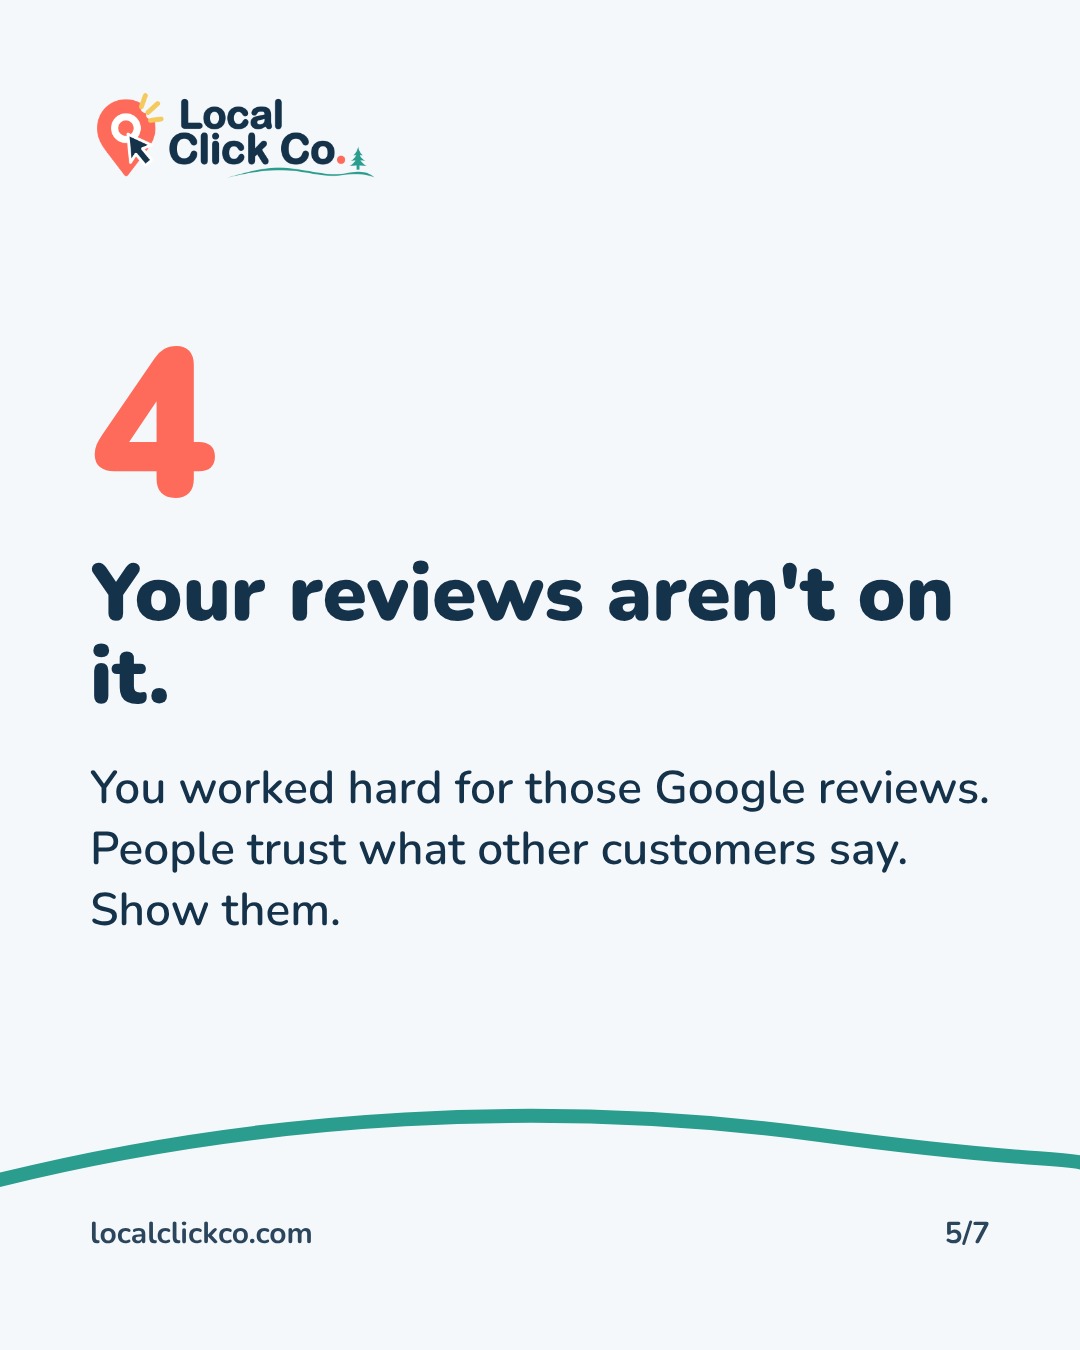 Local
Click Co.
4
Your reviews aren't on
it.
You worked hard for those Google reviews.
People trust what other customers say.
Show them.
localclickco.com
5/7